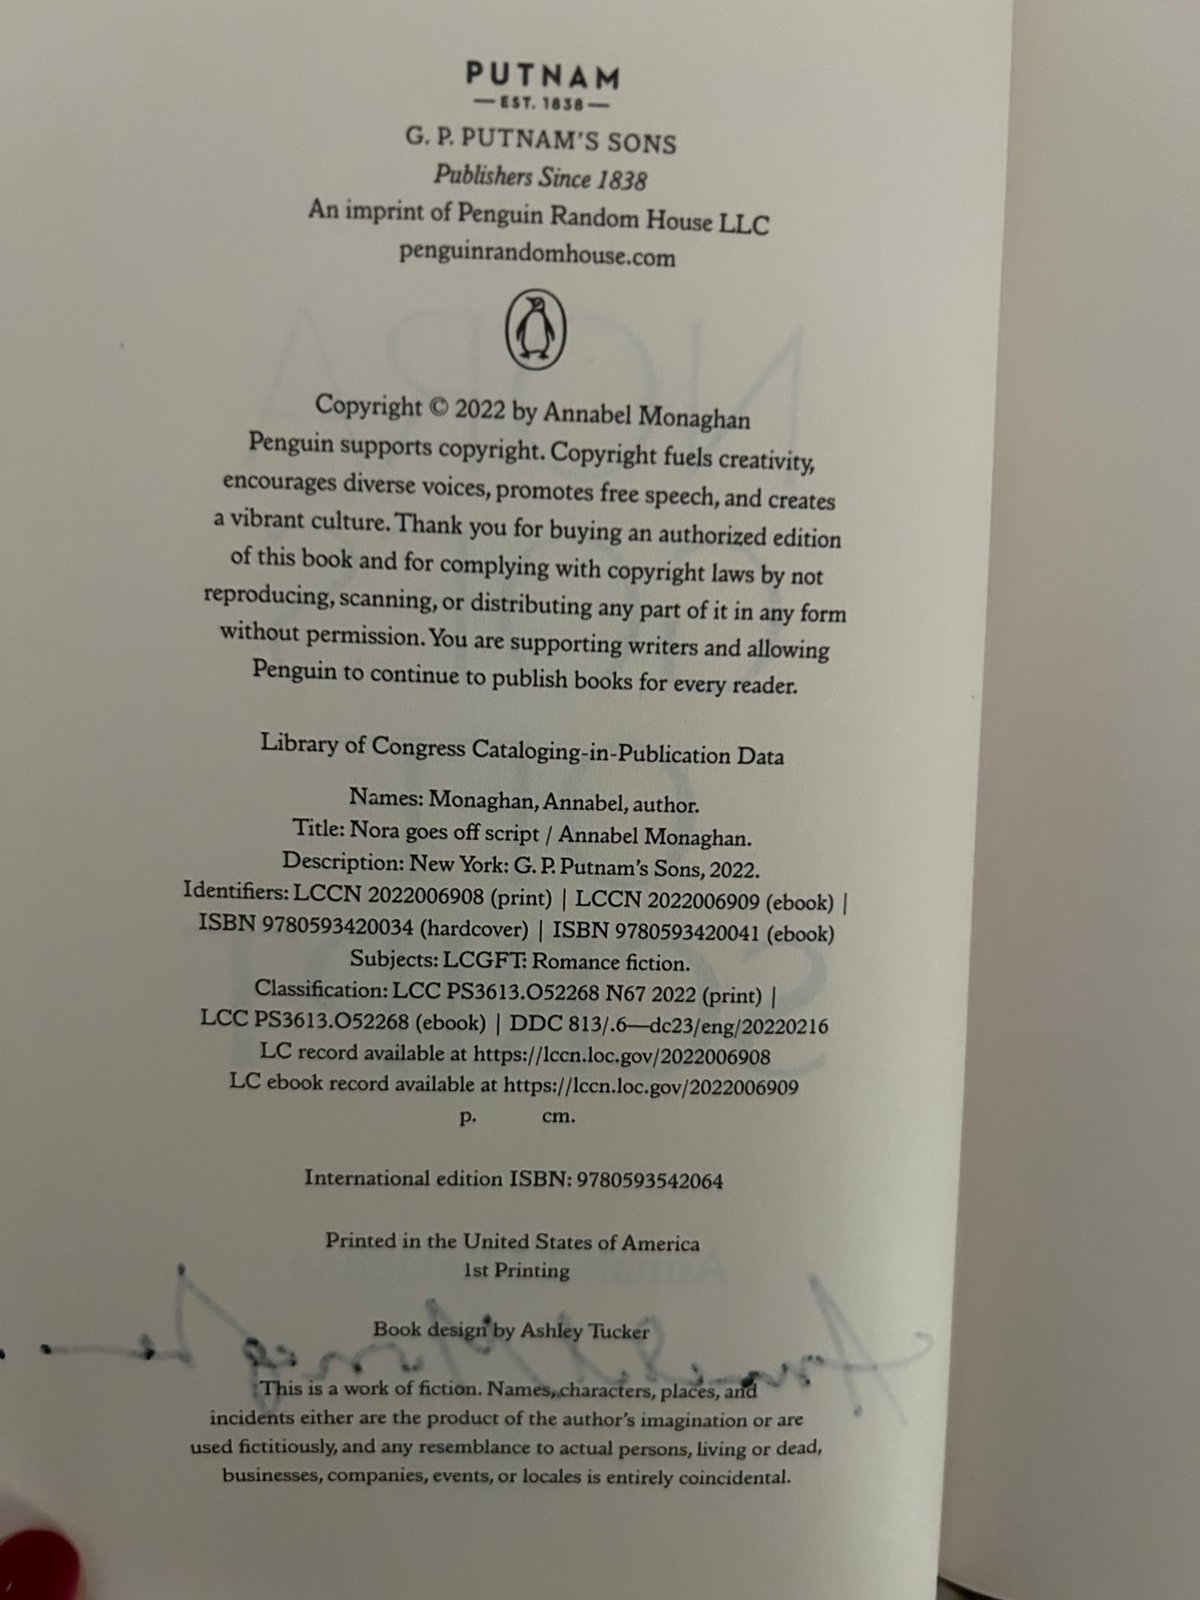 PUTNAM
— EST. 1838 —
G. P. PUTNAM'S SONS
Publishers Since 1838
An imprint of Penguin Random House LLC
penguinrandomhouse.com
Copyright © 2022 by Annabel Monaghan
Penguin supports copyright. Copyright fuels creativity,
encourages diverse voices, promotes free speech, and creates
a vibrant culture. Thank you for buying an authorized edition
of this book and for complying with copyright laws by not
reproducing, scanning, or distributing any part of it in any form
without permission. You are supporting writers and allowing
Penguin to continue to publish books for every reader.
Library of Congress Cataloging-in-Publication Data
Names: Monaghan, Annabel, author.
Title: Nora goes off script / Annabel Monaghan.
Description: New York: G. P. Putnam's Sons, 2022.
Identifiers: LCCN 2022006908 (print) | LCCN 2022006909 (ebook) |
ISBN 9780593420034 (hardcover) | ISBN 9780593420041 (ebook)
Subjects: LCGFT: Romance fiction.
Classification: LCC PS3613.O52268 N67 2022 (print) |
LCC PS3613.O52268 (ebook) | DDC 813/.6—dc23/eng/20220216
LC record available at https://lccn.loc.gov/2022006908
LC ebook record available at https://lccn.loc.gov/2022006909
p. cm.
International edition ISBN: 9780593542064
Printed in the United States of America
1st Printing
Book design by Ashley Tucker
This is a work of fiction. Names, characters, places, and
incidents either are the product of the author's imagination or are
used fictitiously, and any resemblance to actual persons, living or dead,
businesses, companies, events, or locales is entirely coincidental.